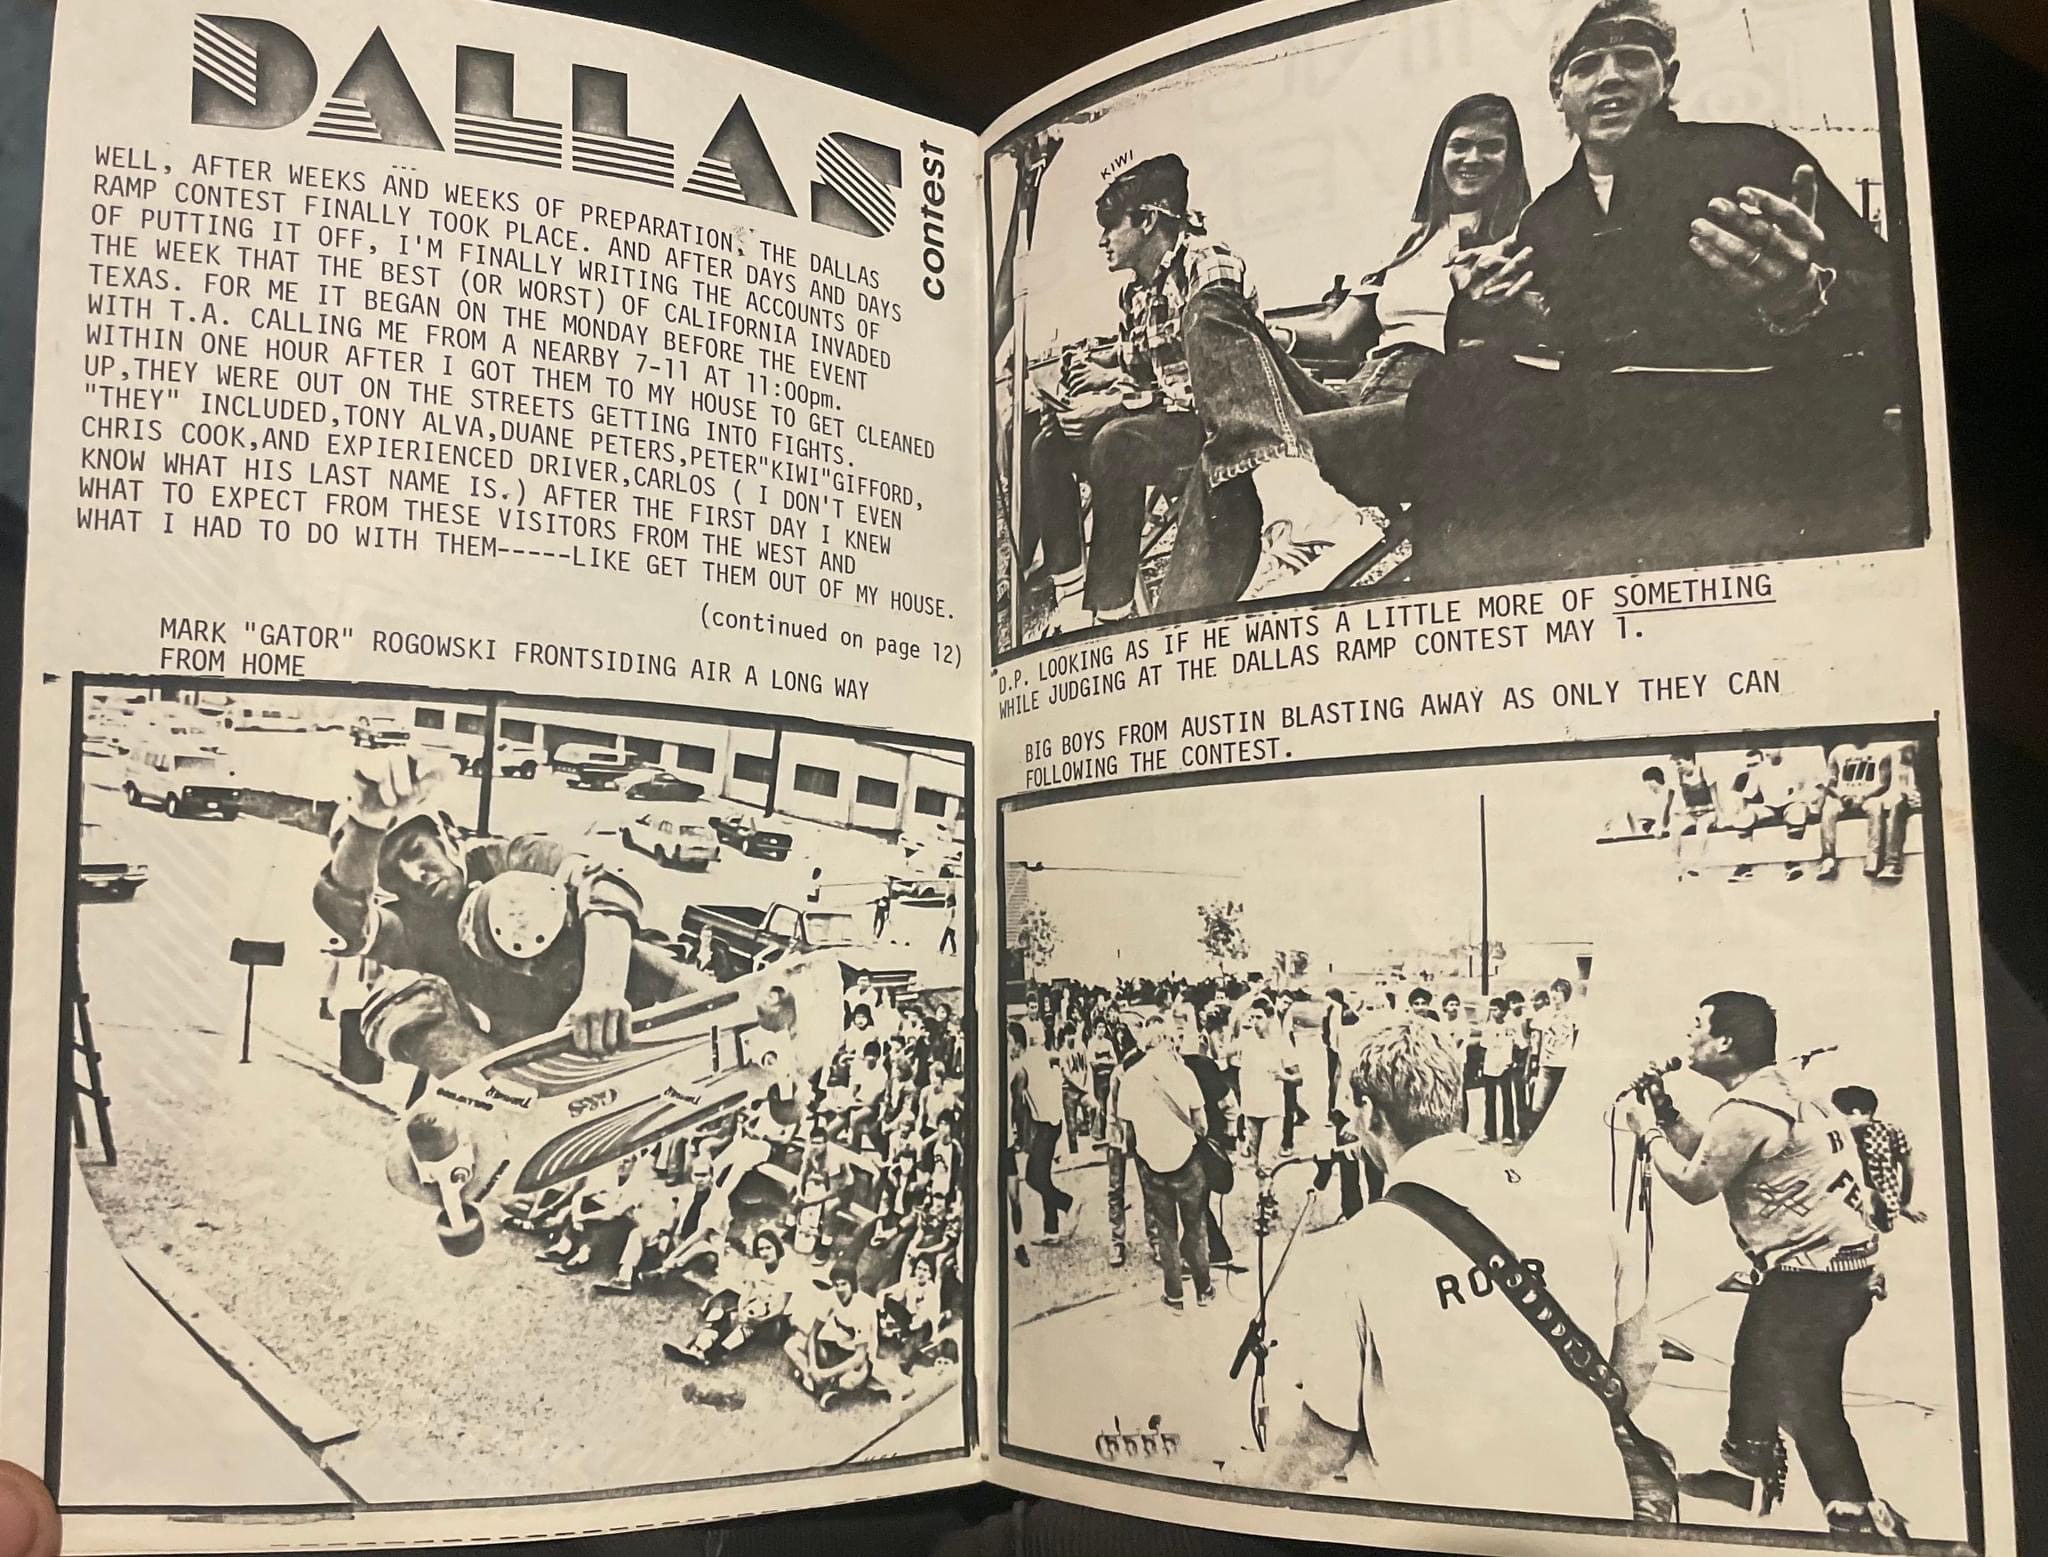 DALLAS
contest
WELL, AFTER WEEKS AND WEEKS OF PREPARATION, THE DALLAS
RAMP CONTEST FINALLY TOOK PLACE. AND AFTER DAYS AND DAYS
OF PUTTING IT OFF, I'M FINALLY WRITING THE ACCOUNTS OF
THE WEEK THAT THE BEST (OR WORST) OF CALIFORNIA INVADED
TEXAS. FOR ME IT BEGAN ON THE MONDAY BEFORE THE EVENT
WITH T.A. CALLING ME FROM A NEARBY 7-11 AT 11:00pm.
WITHIN ONE HOUR AFTER I GOT THEM TO MY HOUSE TO GET CLEANED
UP,THEY WERE OUT ON THE STREETS GETTING INTO FIGHTS.
"THEY" INCLUDED,TONY ALVA,DUANE PETERS,PETER"KIWI"GIFFORD,
CHRIS COOK,AND EXPIERIENCED DRIVER,CARLOS ( I DON'T EVEN
KNOW WHAT HIS LAST NAME IS.) AFTER THE FIRST DAY I KNEW
WHAT TO EXPECT FROM THESE VISITORS FROM THE WEST AND
WHAT I HAD TO DO WITH THEM-----LIKE GET THEM OUT OF MY HOUSE.
(continued on page 12)
MARK "GATOR" ROGOWSKI FRONTSIDING AIR A LONG WAY
FROM HOME
KIWI
D.P. LOOKING AS IF HE WANTS A LITTLE MORE OF SOMETHING
WHILE JUDGING AT THE DALLAS RAMP CONTEST MAY 1.
BIG BOYS FROM AUSTIN BLASTING AWAY AS ONLY THEY CAN
FOLLOWING THE CONTEST.